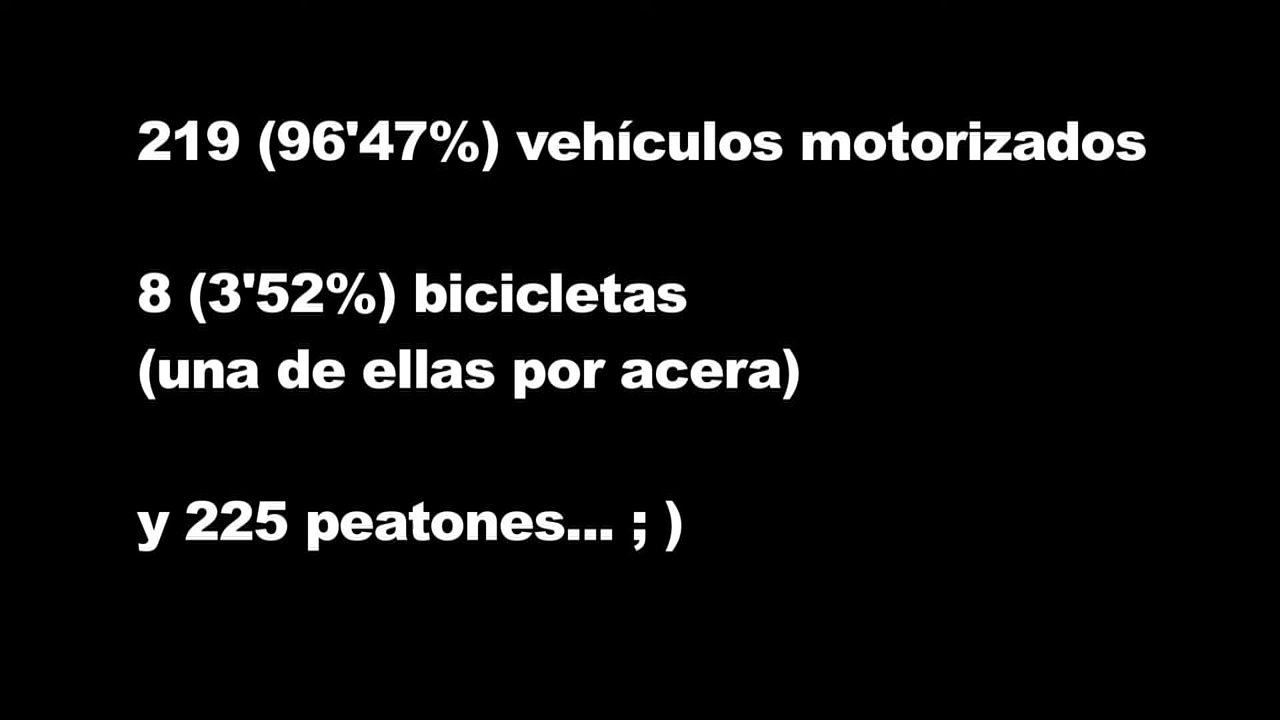 219 (96'47%) vehículos motorizados
8 (3'52%) bicicletas
(una de ellas por acera)
y 225 peatones... ; )